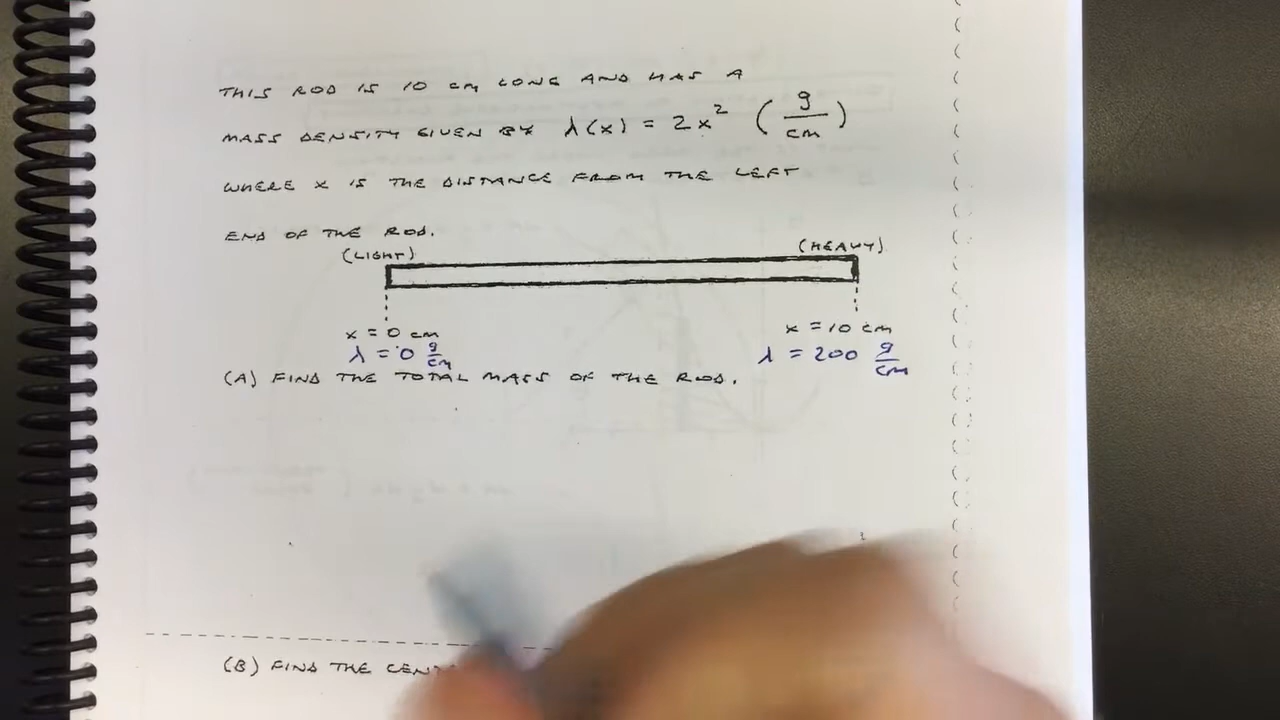 THIS ROD IS 10 cm LONG AND HAS A
MASS DENSITY GIVEN BY λ(x) = 2x² (g/cm)
WHERE X IS THE DISTANCE FROM THE LEFT
END OF THE ROD.
(LIGHT) (HEAVY)
x = 0 cm x = 10 cm
λ = 0 g/cm λ = 200 g/cm
(A) FIND THE TOTAL MASS OF THE ROD.
(B) FIND THE